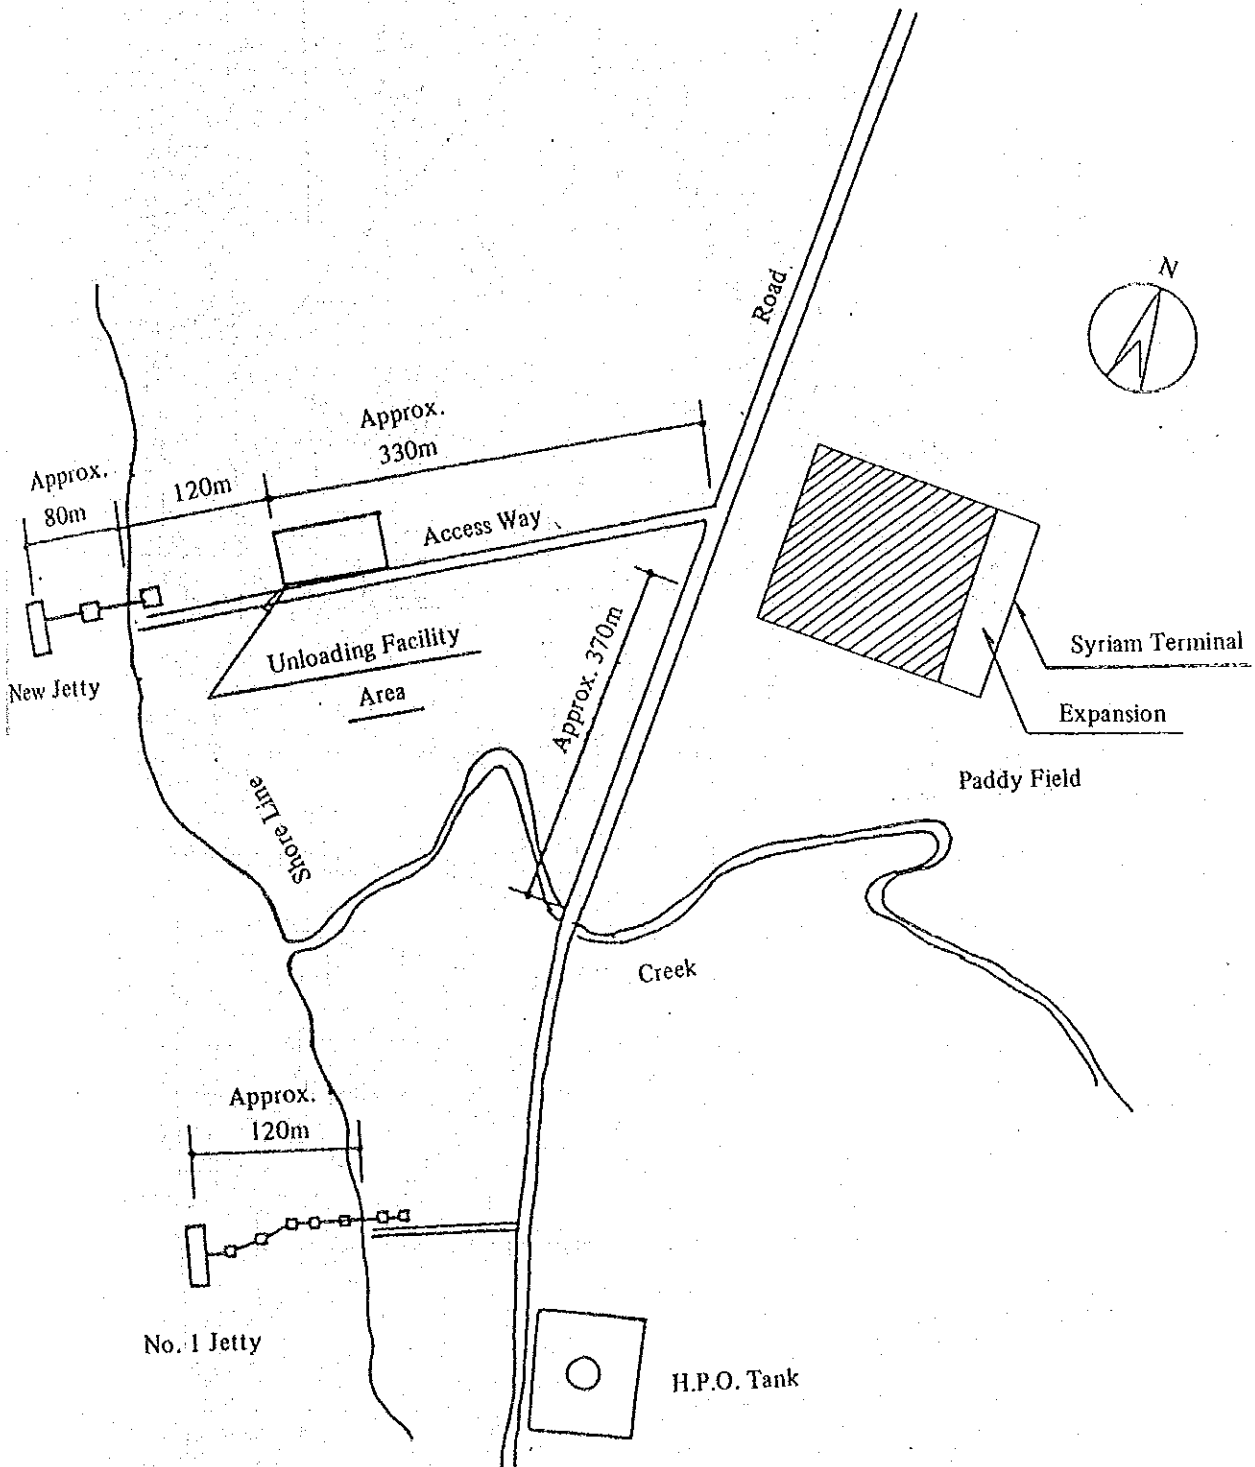 N
Road
Approx.
330m
Approx.
80m
120m
Access Way
Unloading Facility
Area
New Jetty
Approx. 370m
Syriam Terminal
Expansion
Paddy Field
Shore Line
Creek
Approx.
120m
No. 1 Jetty
H.P.O. Tank